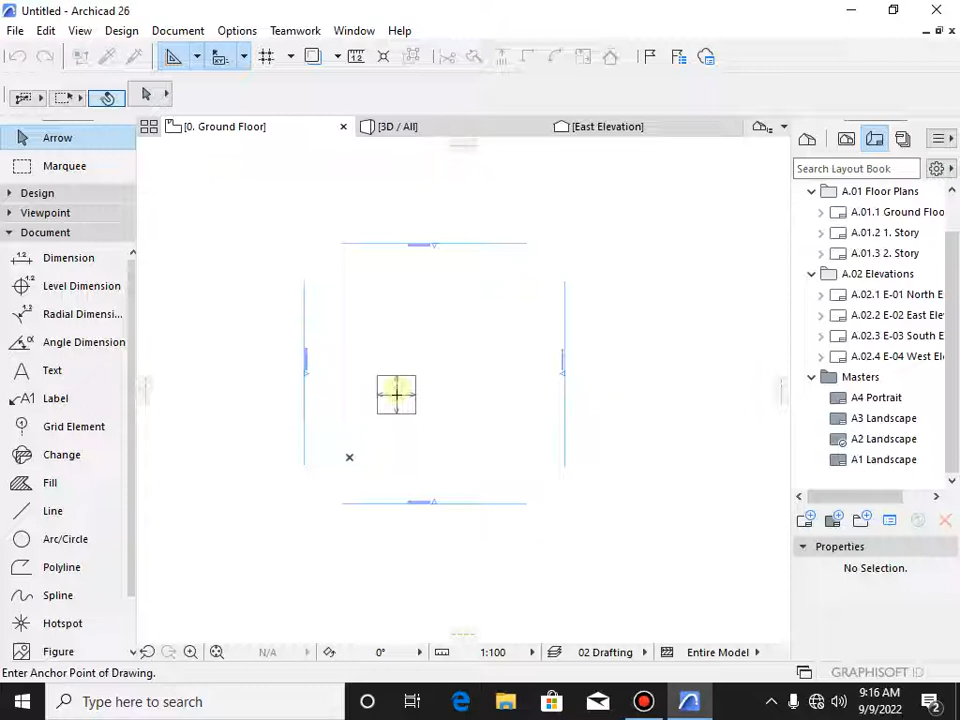 Untitled - Archicad 26
File Edit View Design Document Options Teamwork Window Help
[0. Ground Floor]
[3D / All]
[East Elevation]
Arrow
Marquee
Design
Viewpoint
Document
Dimension
Level Dimension
Radial Dimensi...
Angle Dimension
Text
Label
Grid Element
Change
Fill
Line
Arc/Circle
Polyline
Spline
Hotspot
Figure
Search Layout Book
A.01 Floor Plans
A.01.1 Ground Floo
A.01.2 1. Story
A.01.3 2. Story
A.02 Elevations
A.02.1 E-01 North E
A.02.2 E-02 East Ele
A.02.3 E-03 South E
A.02.4 E-04 West El
Masters
A4 Portrait
A3 Landscape
A2 Landscape
A1 Landscape
Properties
No Selection.
N/A 0° 1:100 02 Drafting Entire Model
Enter Anchor Point of Drawing.
GRAPHISOFT ID
Type here to search
9:16 AM
9/9/2022
2